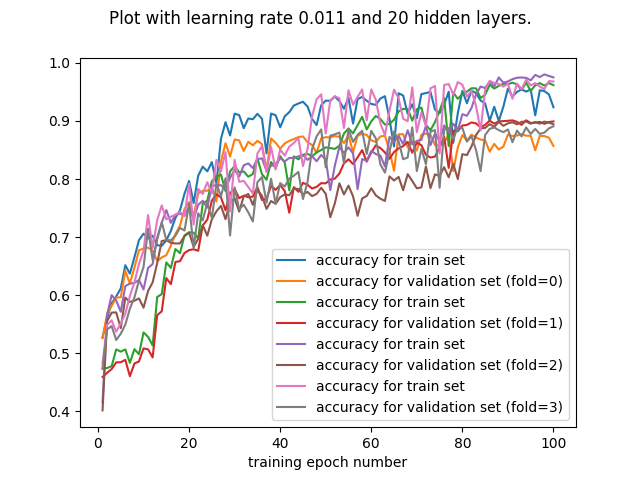 Plot with learning rate 0.011 and 20 hidden layers.
1.0
0.9
0.8
0.7
0.6
0.5
0.4
accuracy for train set
accuracy for validation set (fold=0)
accuracy for train set
accuracy for validation set (fold=1)
accuracy for train set
accuracy for validation set (fold=2)
accuracy for train set
accuracy for validation set (fold=3)
0 20 40 60 80 100
training epoch number